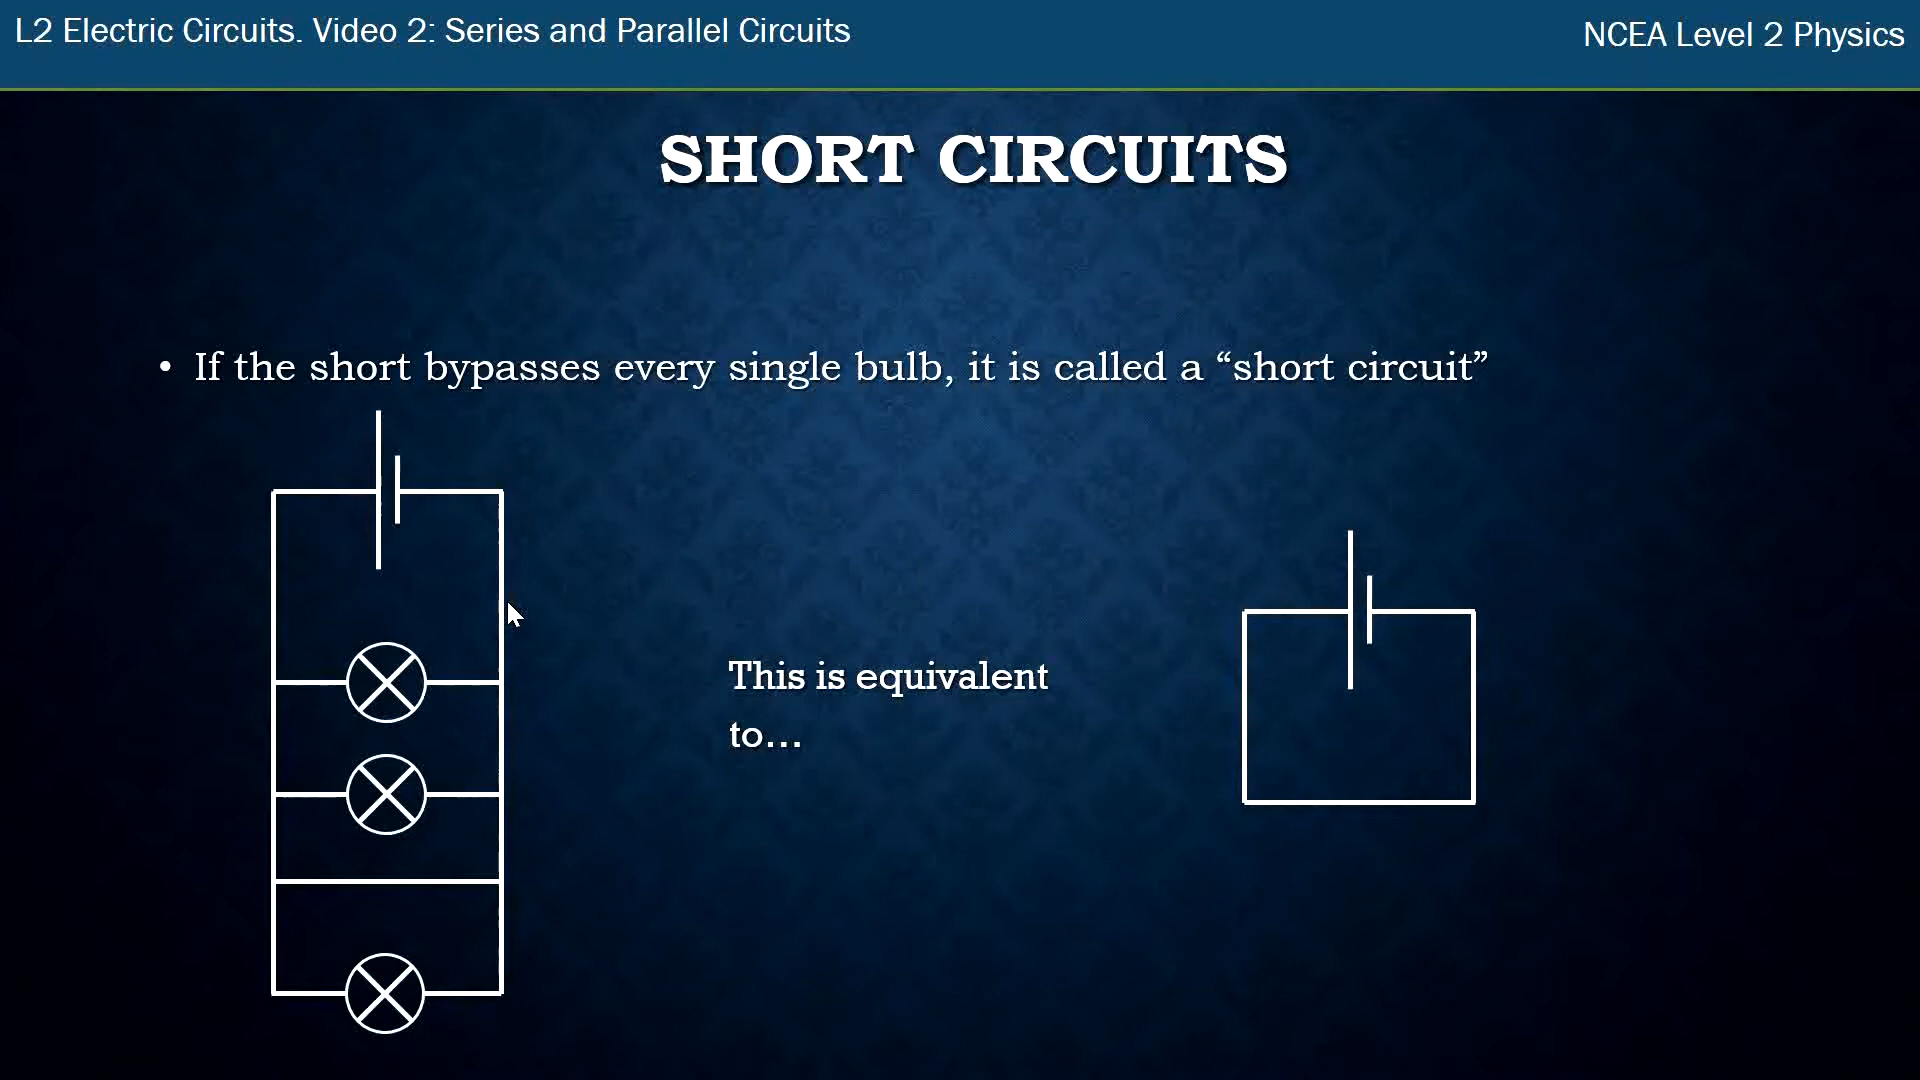 L2 Electric Circuits. Video 2: Series and Parallel Circuits
NCEA Level 2 Physics
SHORT CIRCUITS
• If the short bypasses every single bulb, it is called a “short circuit”
This is equivalent
to…